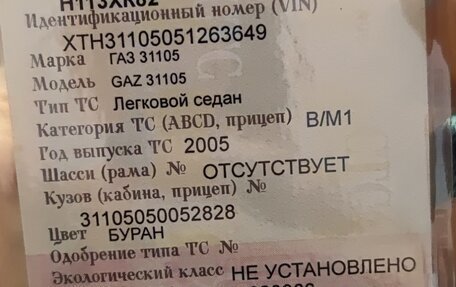 Н113ХК82
Идентификационный номер (VIN)
XTH31105051263649
Марка ГАЗ 31105
Модель GAZ 31105
Тип ТС Легковой седан
Категория ТС (ABCD, прицеп) B/M1
Год выпуска ТС 2005
Шасси (рама) № ОТСУТСТВУЕТ
Кузов (кабина, прицеп) №
31105050052828
Цвет БУРАН
Одобрение типа ТС №
Экологический класс НЕ УСТАНОВЛЕНО